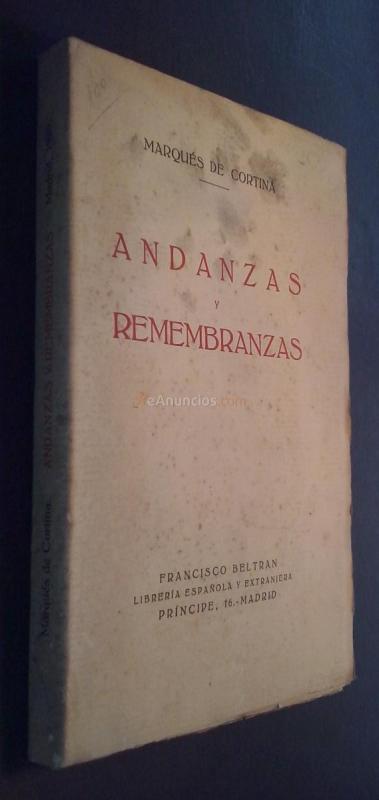 MARQUÉS DE CORTINA
ANDANZAS
Y
REMEMBRANZAS
eAnuncios.com
FRANCISCO BELTRAN
LIBRERÍA ESPAÑOLA Y EXTRANJERA
PRÍNCIPE, 16.-MADRID
Marqués de Cortina. ANDANZAS Y REMEMBRANZAS Madrid